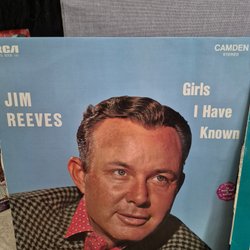 RCA
CAMDEN
STEREO
JIM
REEVES
Girls
I Have
Known